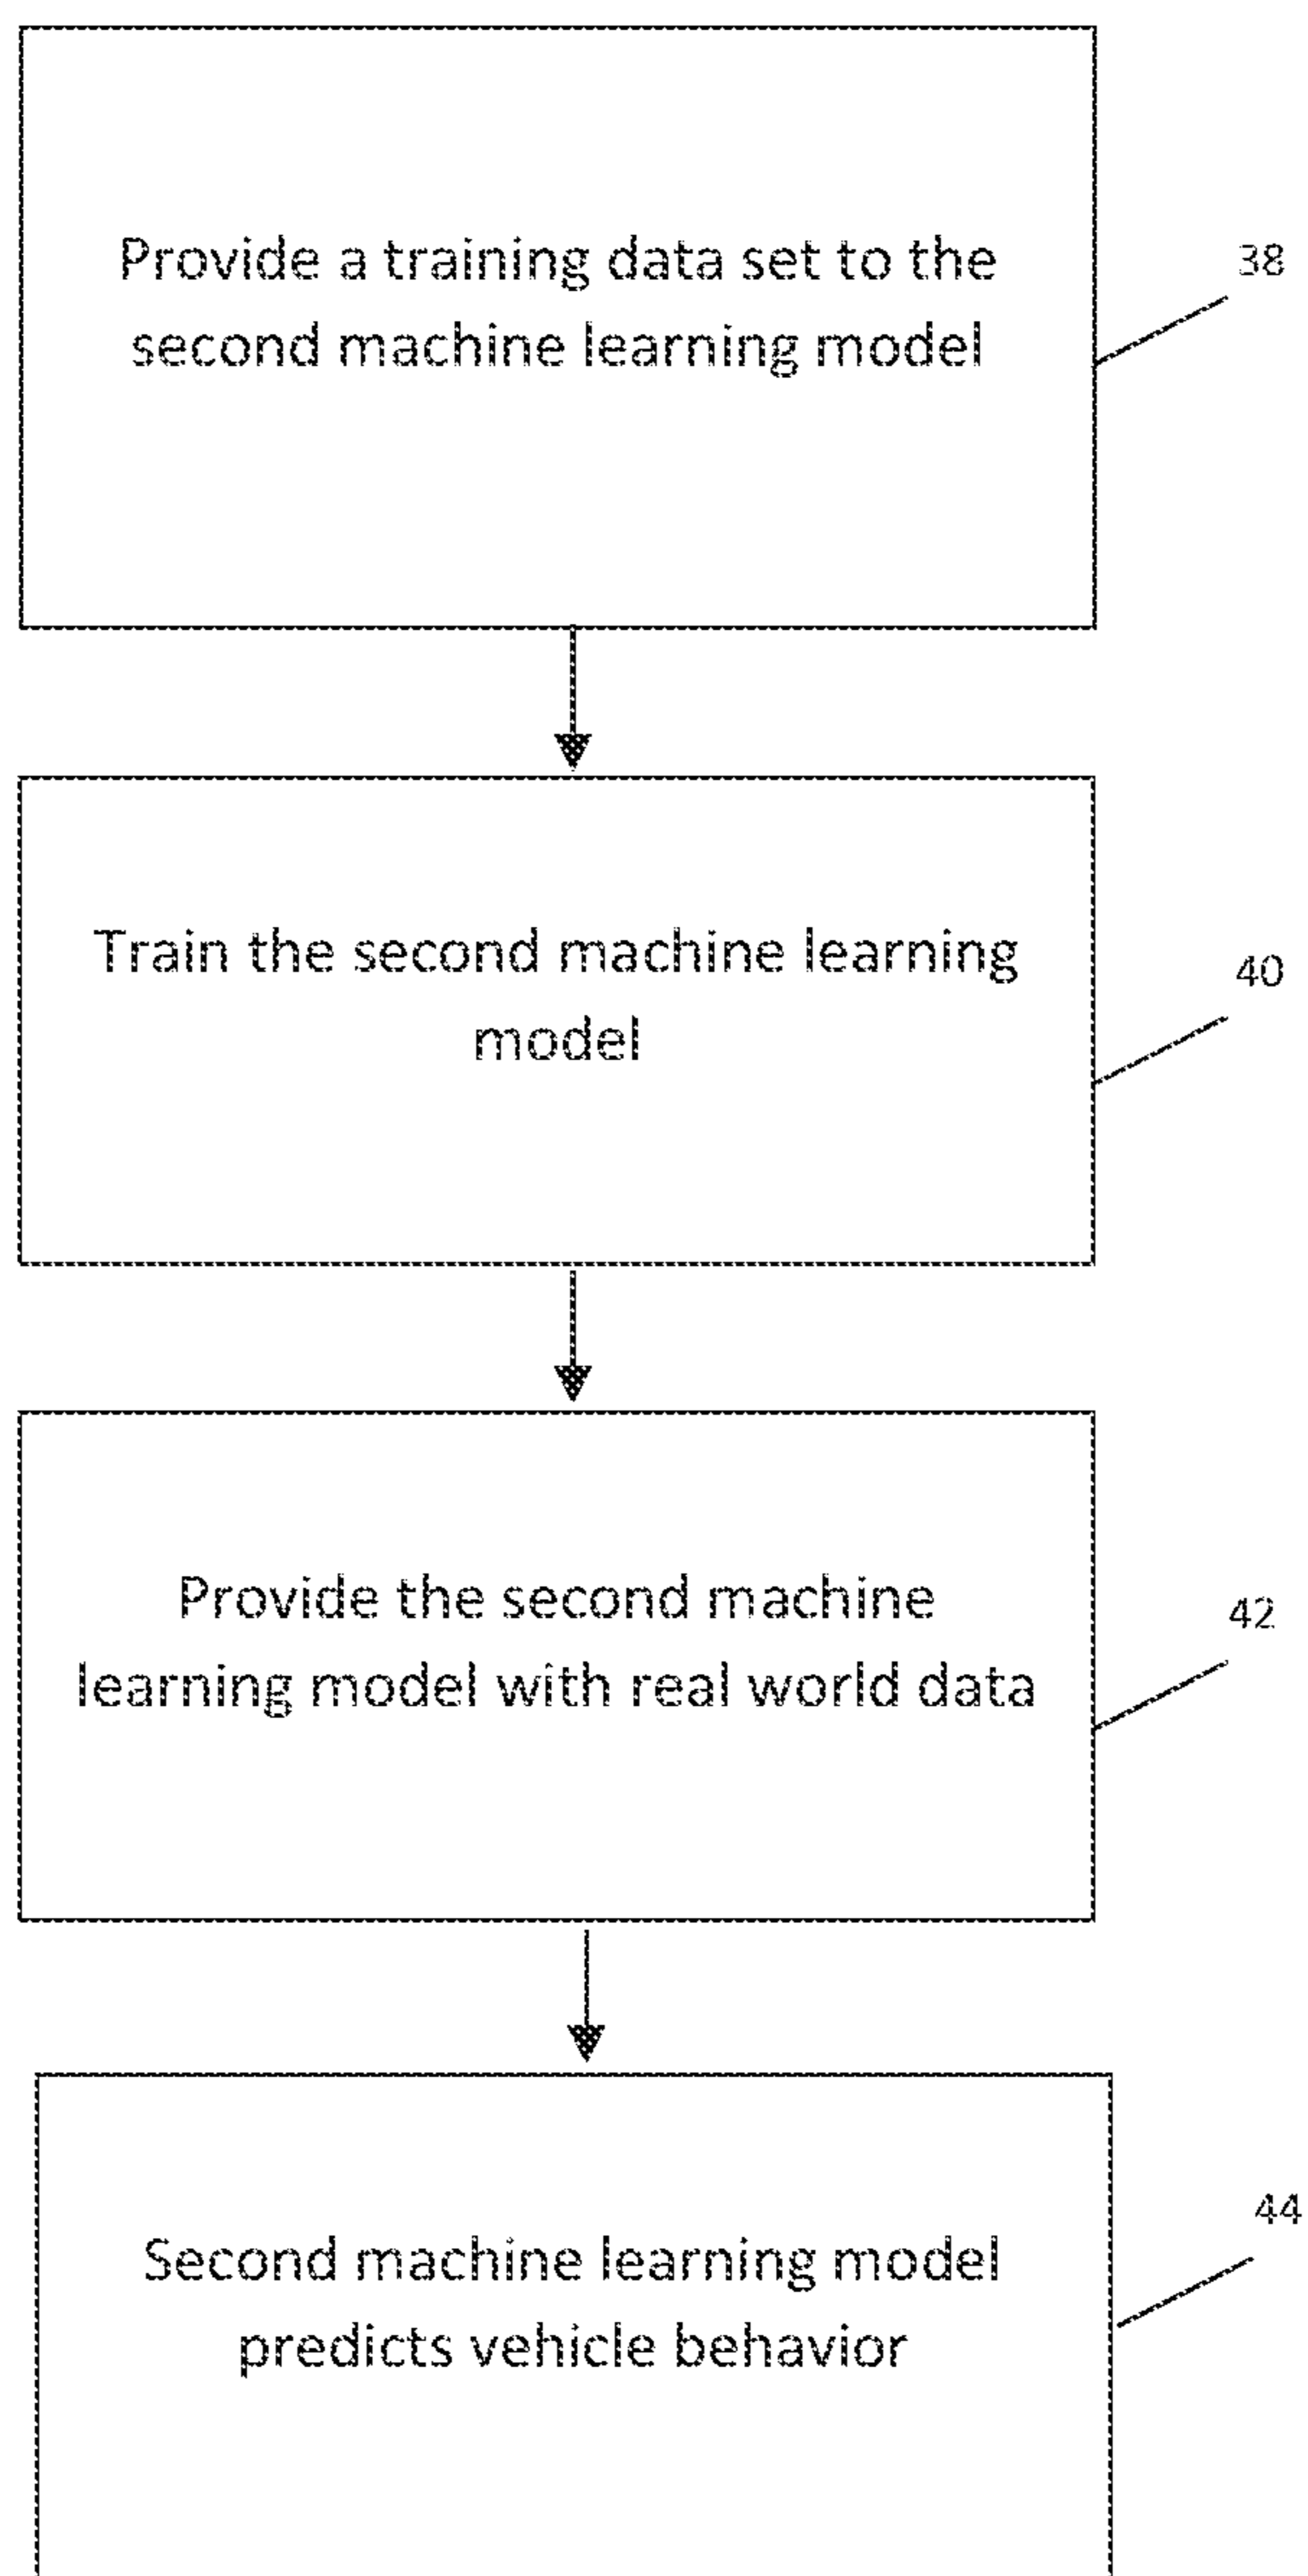 Provide a training data set to the
second machine learning model
38
Train the second machine learning
model
40
Provide the second machine
learning model with real world data
42
Second machine learning model
predicts vehicle behavior
44